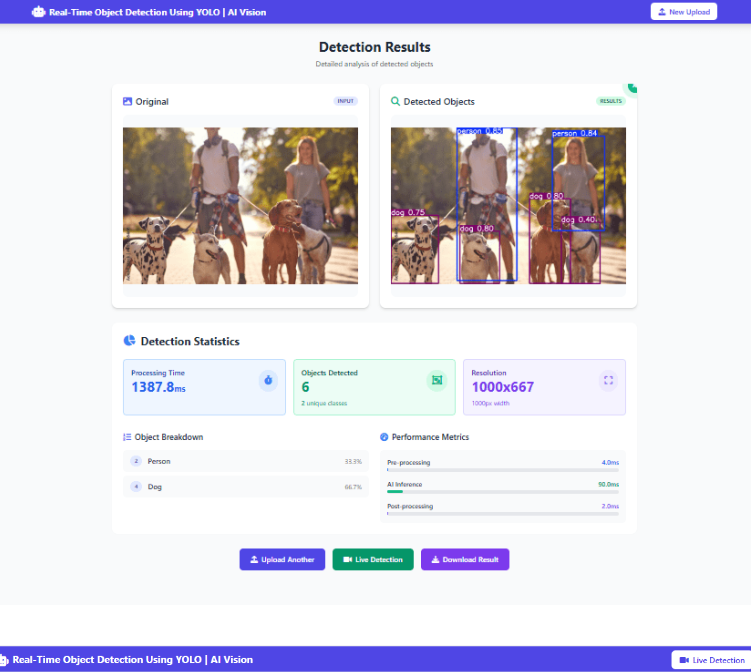 Real-Time Object Detection Using YOLO | AI Vision
New Upload
Detection Results
Detailed analysis of detected objects
Original
INPUT
Detected Objects
RESULTS
person 0.85
person 0.84
dog 0.80
dog 0.75
dog 0.40
dog 0.80
Detection Statistics
Processing Time
1387.8ms
Objects Detected
6
2 unique classes
Resolution
1000x667
1000px width
Object Breakdown
2 Person 33.3%
4 Dog 66.7%
Performance Metrics
Pre-processing 4.0ms
AI Inference 90.0ms
Post-processing 2.0ms
Upload Another
Live Detection
Download Result
Real-Time Object Detection Using YOLO | AI Vision
Live Detection